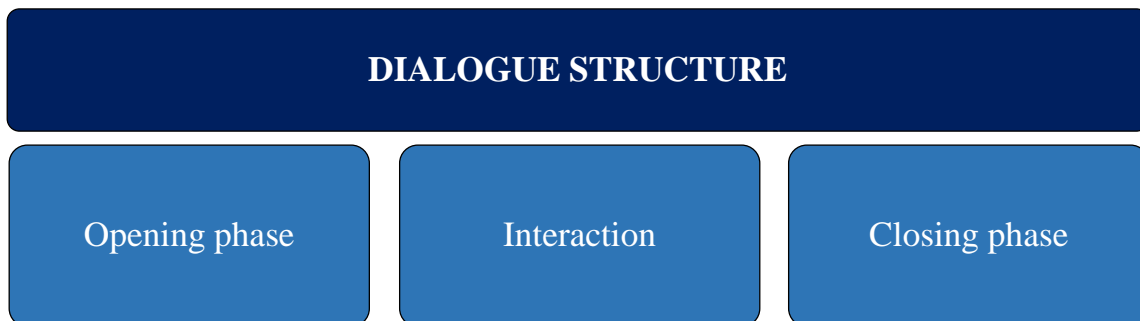 DIALOGUE STRUCTURE
Opening phase
Interaction
Closing phase